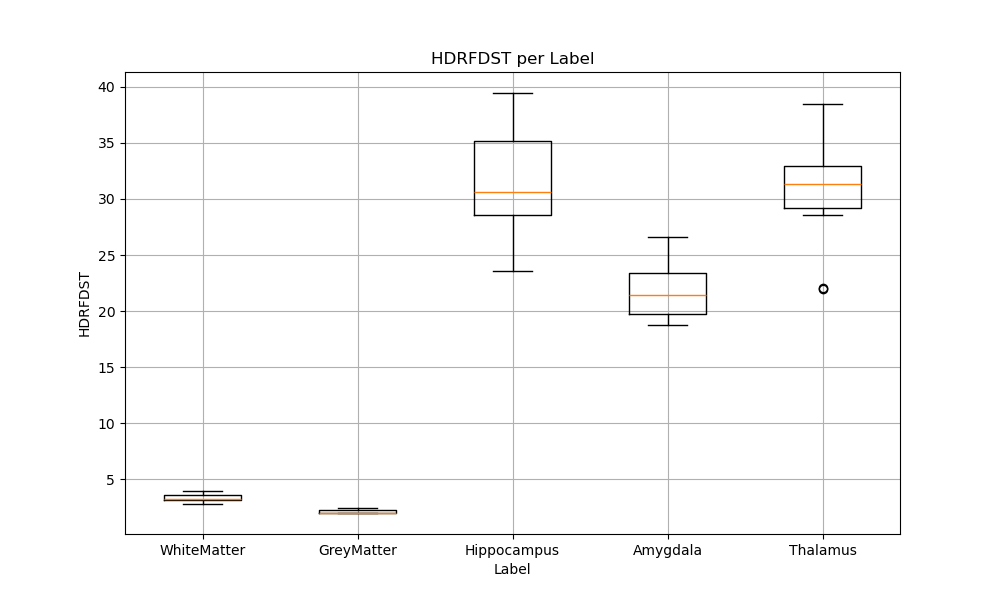 HDRFDST per Label
HDRFDST
40
35
30
25
20
15
10
5
WhiteMatter GreyMatter Hippocampus Amygdala Thalamus
Label